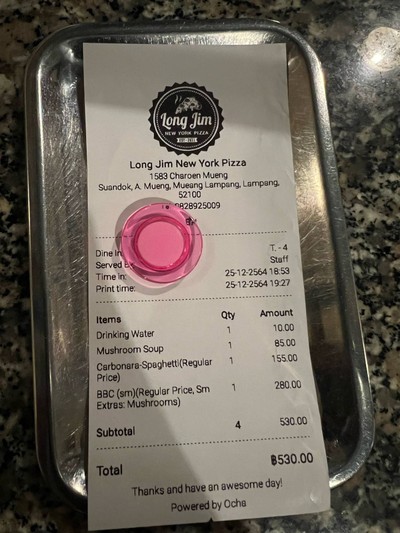 Long Jim
NEW YORK PIZZA
Long Jim New York Pizza
1583 Charoen Mueng
Suandok, A. Mueng, Mueang Lampang, Lampang,
52100
0828925009
Dine In: T. - 4
Served Staff
Time in: 25-12-2564 18:53
Print time: 25-12-2564 19:27
Items Qty Amount
Drinking Water 1 10.00
Mushroom Soup 1 85.00
Carbonara-Spaghetti(Regular 1 155.00
Price)
BBC (sm)(Regular Price, Sm 1 280.00
Extras: Mushrooms)
Subtotal 4 530.00
Total ฿530.00
Thanks and have an awesome day!
Powered by Ocha